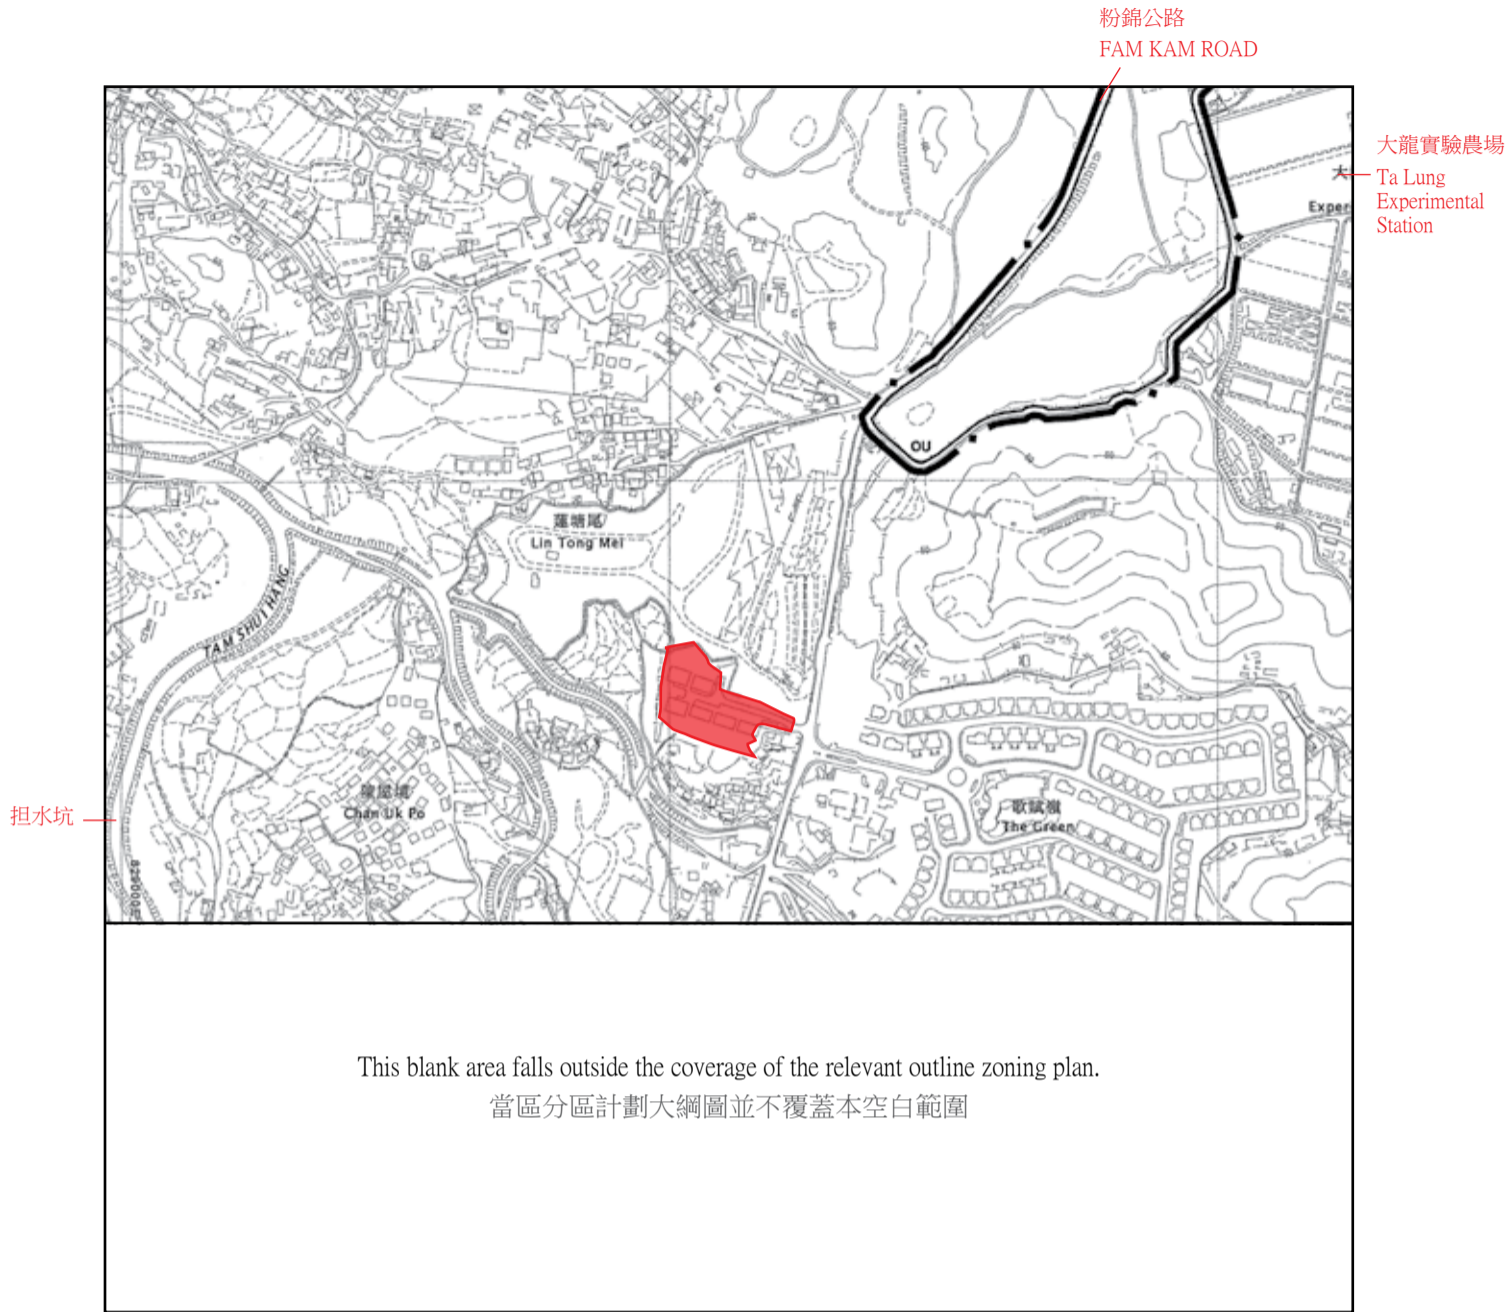 粉錦公路
FAM KAM ROAD
大龍實驗農場
Ta Lung
Experimental
Station
大
Exper
OU
蓮塘尾
Lin Tong Mei
TAM SHUI HANG
Chan Uk Po
担水坑
歌賦嶺
The Green
This blank area falls outside the coverage of the relevant outline zoning plan.
當區分區計劃大綱圖並不覆蓋本空白範圍